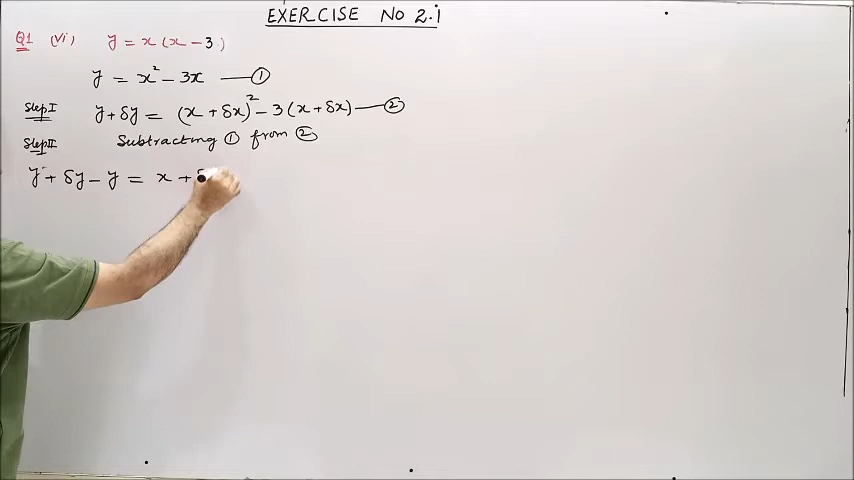 EXERCISE No 2.1
Q1 (vi) y = x (x - 3)
y = x² - 3x —— ①
Step I y + δy = (x + δx)² - 3 (x + δx) —— ②
Step II Subtracting ① from ②
y + δy - y = x + δ